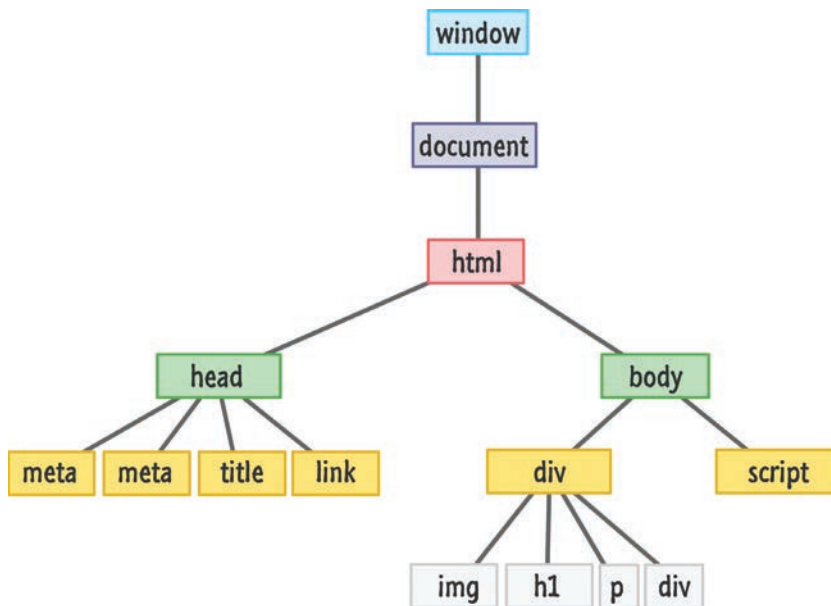 window
document
html
head body
meta meta title link div script
img h1 p div